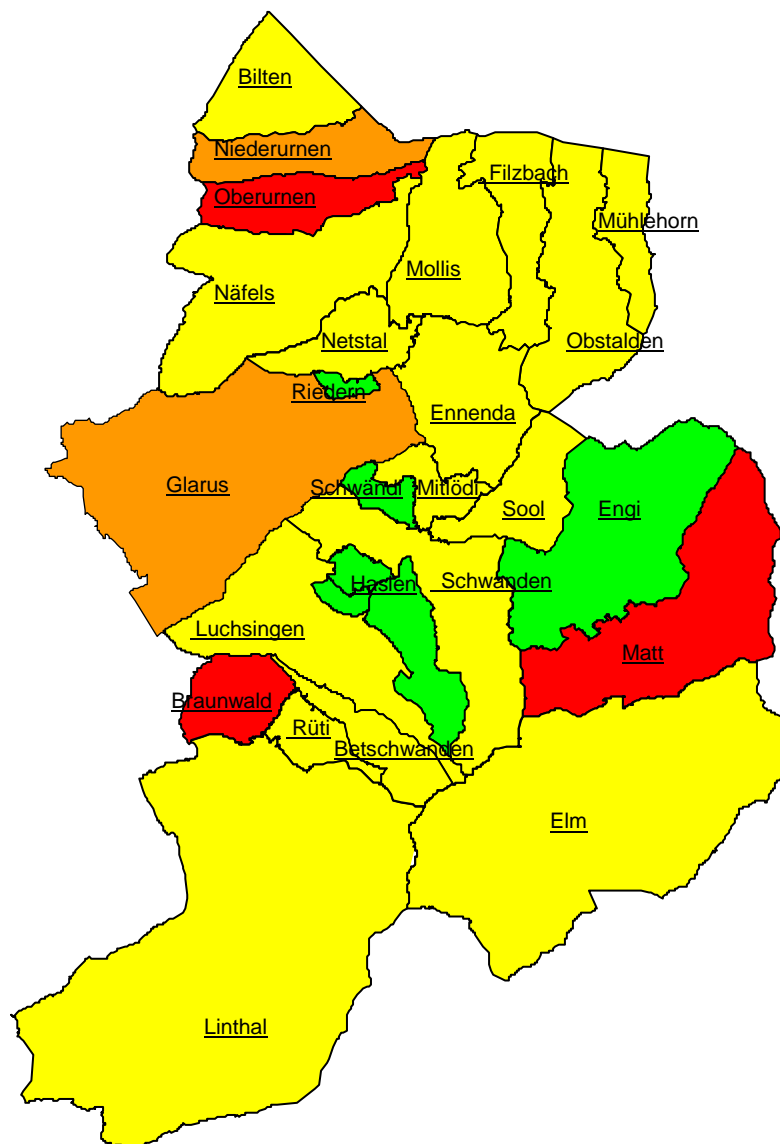 Bilten
Niederurnen
Filzbach
Oberurnen
Mühlehorn
Mollis
Näfels
Netstal
Obstalden
Riedern
Ennenda
Glarus
Schwändi
Mitlödi
Sool
Engi
Haslen
Schwanden
Luchsingen
Matt
Braunwald
Rüti
Betschwanden
Elm
Linthal